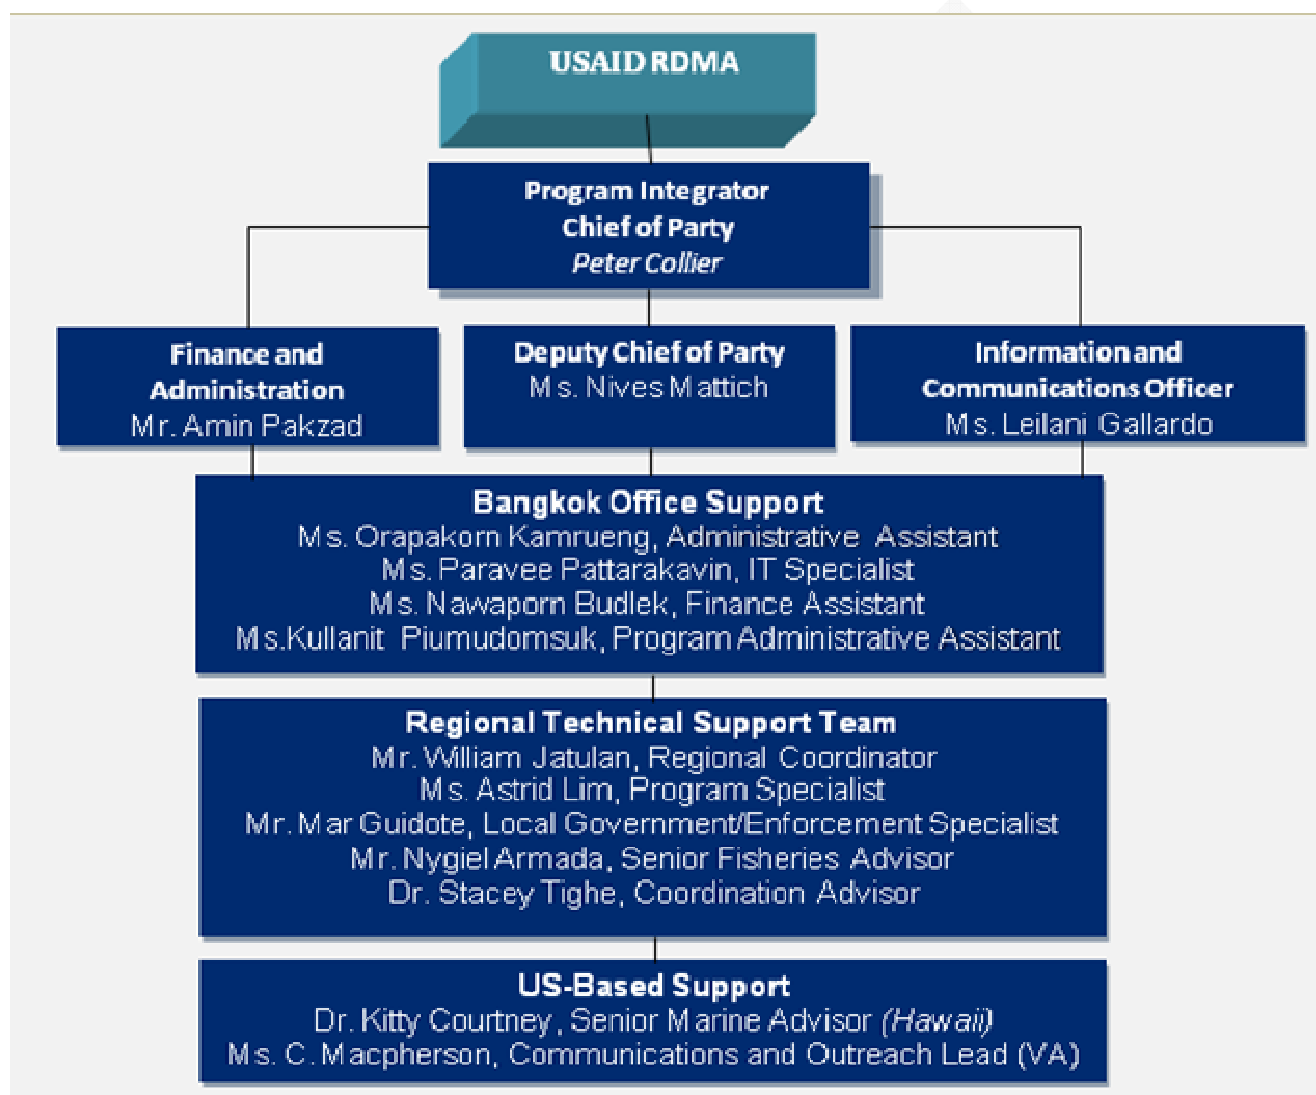 USAID RDMA
Program Integrator
Chief of Party
Peter Collier
Finance and
Administration
Mr. Amin Pakzad
Deputy Chief of Party
Ms. Nives Mattich
Information and
Communications Officer
Ms. Leilani Gallardo
Bangkok Office Support
Ms. Orapakorn Kamrueng, Administrative Assistant
Ms. Paravee Pattarakavin, IT Specialist
Ms. Nawaporn Budlek, Finance Assistant
Ms.Kullanit Piumudomsuk, Program Administrative Assistant
Regional Technical Support Team
Mr. William Jatulan, Regional Coordinator
Ms. Astrid Lim, Program Specialist
Mr. Mar Guidote, Local Government/Enforcement Specialist
Mr. Nygiel Armada, Senior Fisheries Advisor
Dr. Stacey Tighe, Coordination Advisor
US-Based Support
Dr. Kitty Courtney, Senior Marine Advisor (Hawaii)
Ms. C. Macpherson, Communications and Outreach Lead (VA)